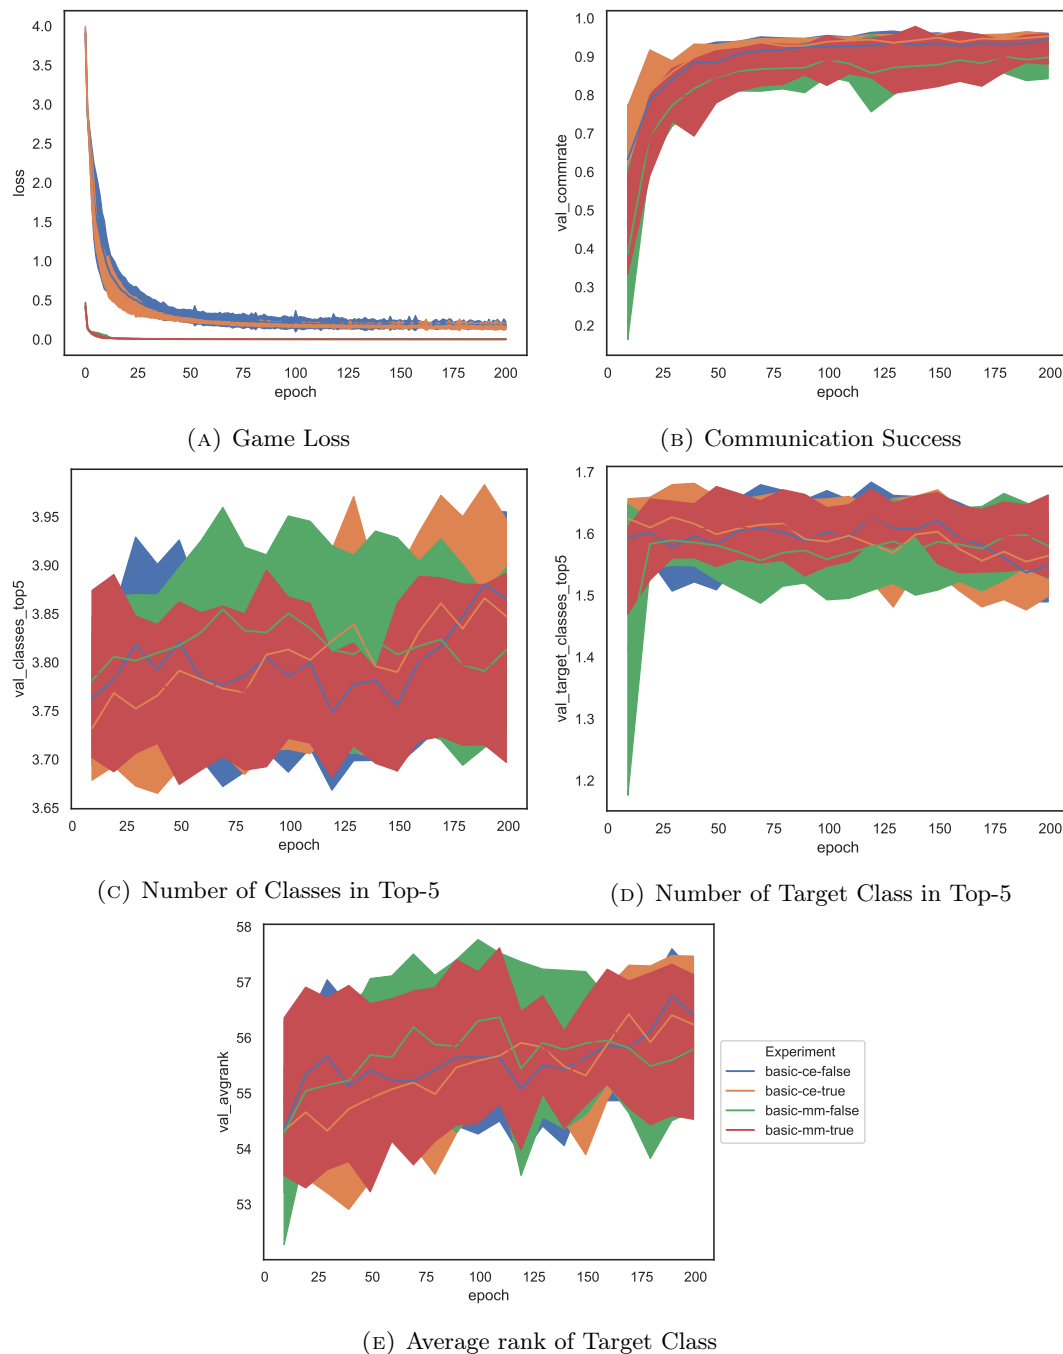 4.0
3.5
3.0
2.5
2.0
1.5
1.0
0.5
0.0
loss
0 25 50 75 100 125 150 175 200
epoch
(A) Game Loss
1.0
0.9
0.8
0.7
0.6
0.5
0.4
0.3
0.2
val_commrate
0 25 50 75 100 125 150 175 200
epoch
(B) Communication Success
3.95
3.90
3.85
3.80
3.75
3.70
3.65
val_classes_top5
0 25 50 75 100 125 150 175 200
epoch
(C) Number of Classes in Top-5
1.7
1.6
1.5
1.4
1.3
1.2
val_target_classes_top5
0 25 50 75 100 125 150 175 200
epoch
(D) Number of Target Class in Top-5
58
57
56
55
54
53
val_avgrank
0 25 50 75 100 125 150 175 200
epoch
Experiment
basic-ce-false
basic-ce-true
basic-mm-false
basic-mm-true
(E) Average rank of Target Class